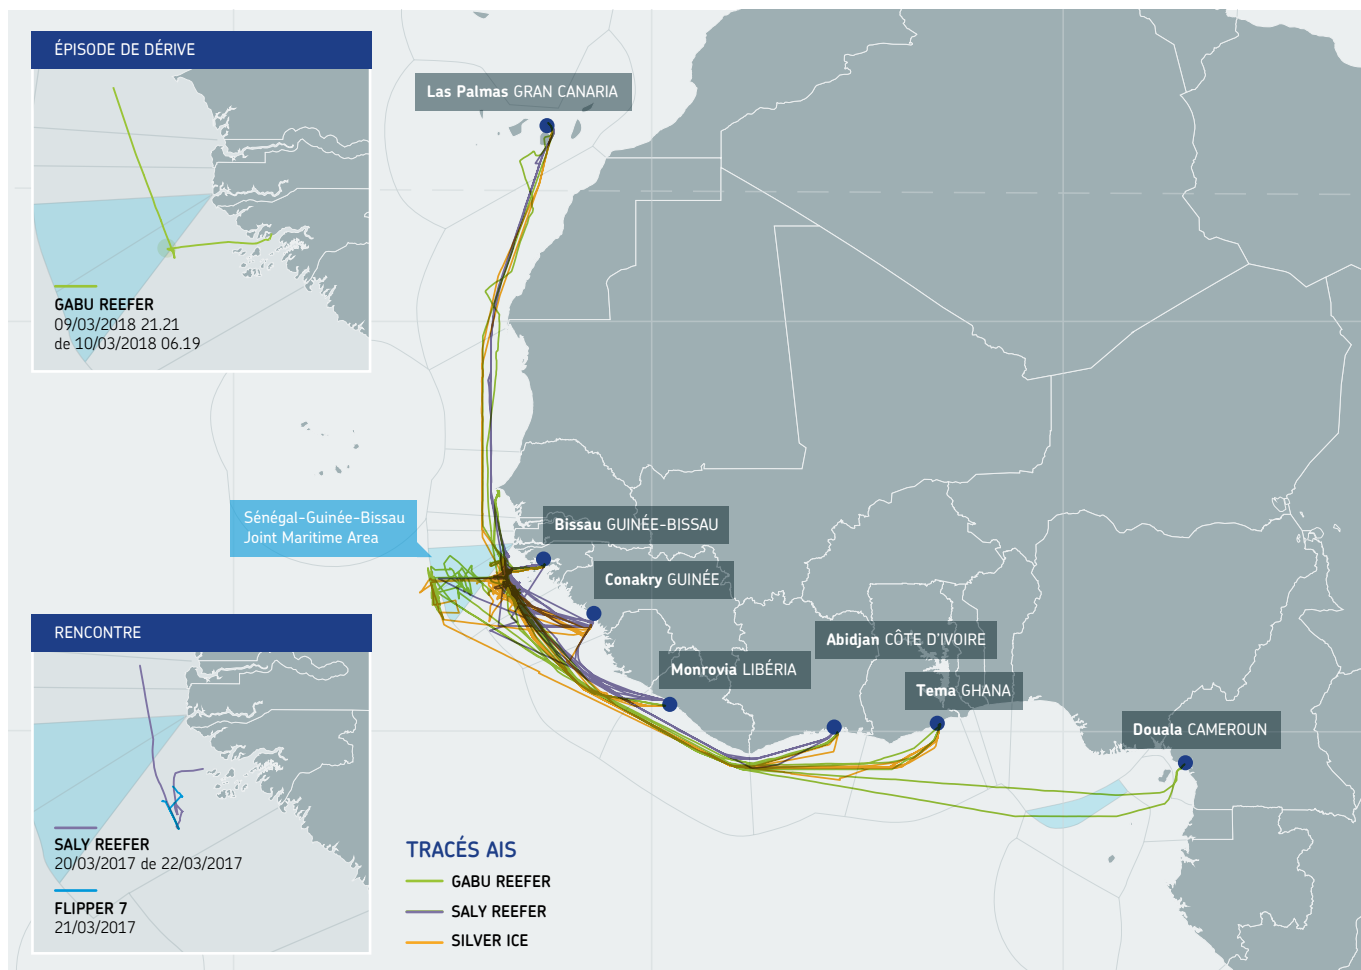 ÉPISODE DE DÉRIVE
GABU REEFER
09/03/2018 21.21
de 10/03/2018 06.19
Las Palmas GRAN CANARIA
Sénégal-Guinée-Bissau
Joint Maritime Area
Bissau GUINÉE-BISSAU
Conakry GUINÉE
Abidjan CÔTE D'IVOIRE
Monrovia LIBÉRIA
Tema GHANA
Douala CAMEROUN
RENCONTRE
SALY REEFER
20/03/2017 de 22/03/2017
FLIPPER 7
21/03/2017
TRACÉS AIS
GABU REEFER
SALY REEFER
SILVER ICE